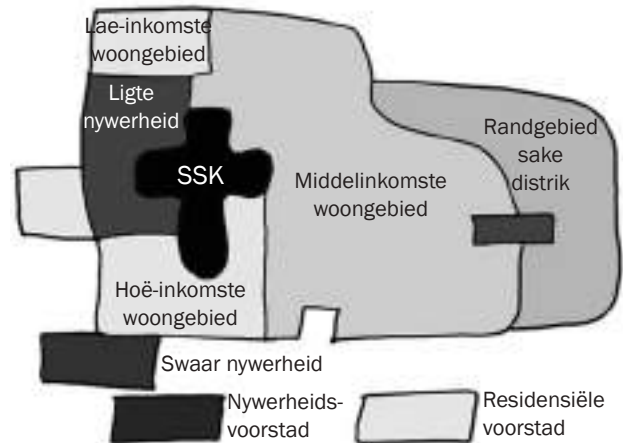 Lae-inkomste
woongebied
Ligte
nywerheid
SSK
Randgebied
sake
distrik
Middelinkomste
woongebied
Hoë-inkomste
woongebied
Swaar nywerheid
Nywerheids-
voorstad
Residensiële
voorstad